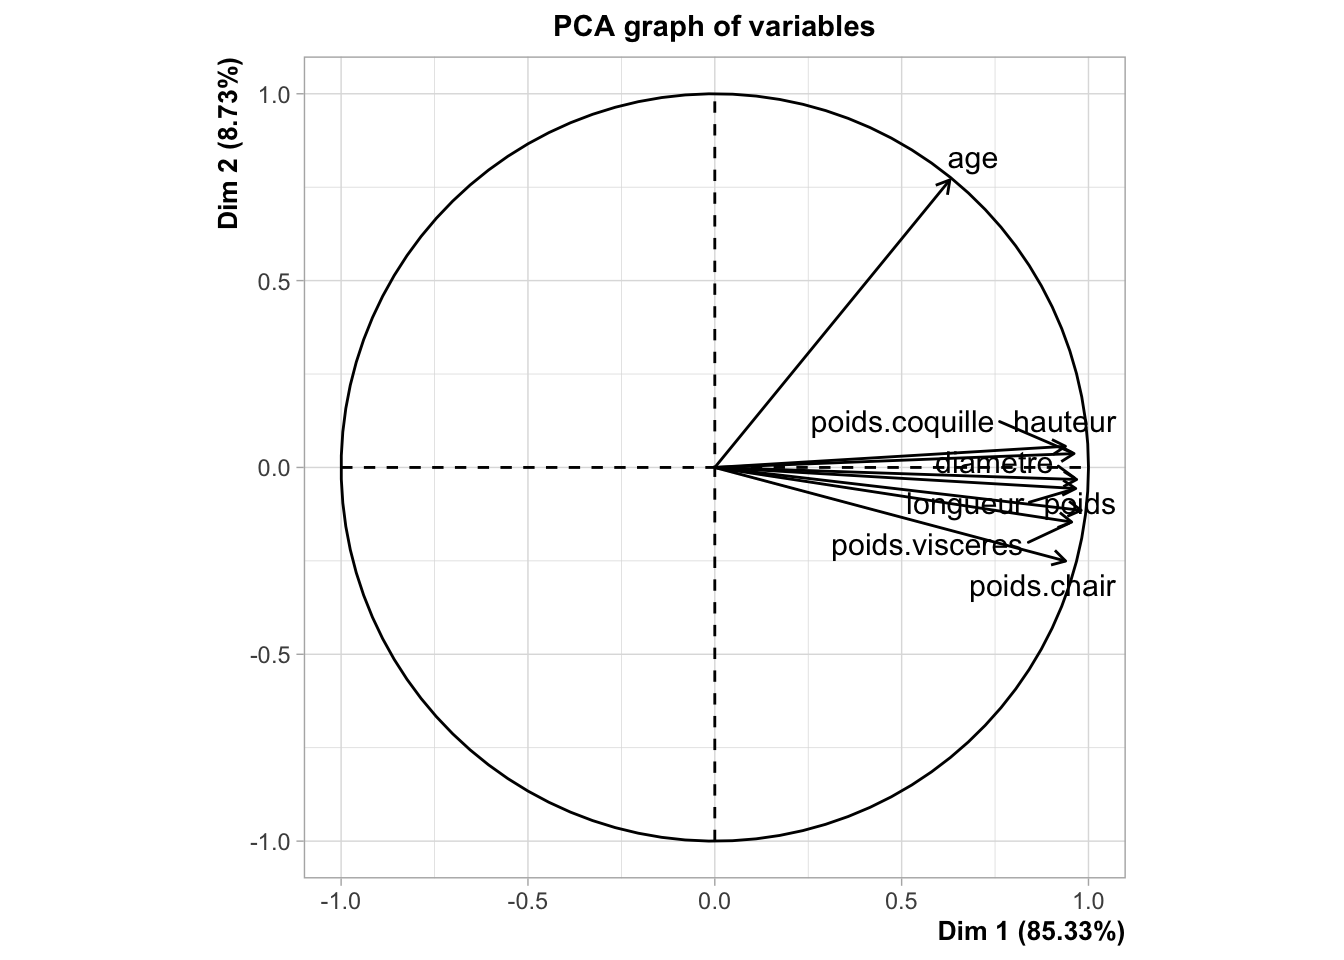 PCA graph of variables
Dim 2 (8.73%)
1.0
0.5
0.0
-0.5
-1.0
age
poids.coquille hauteur
diametre
longueur poids
poids.visceres
poids.chair
-1.0 -0.5 0.0 0.5 1.0
Dim 1 (85.33%)